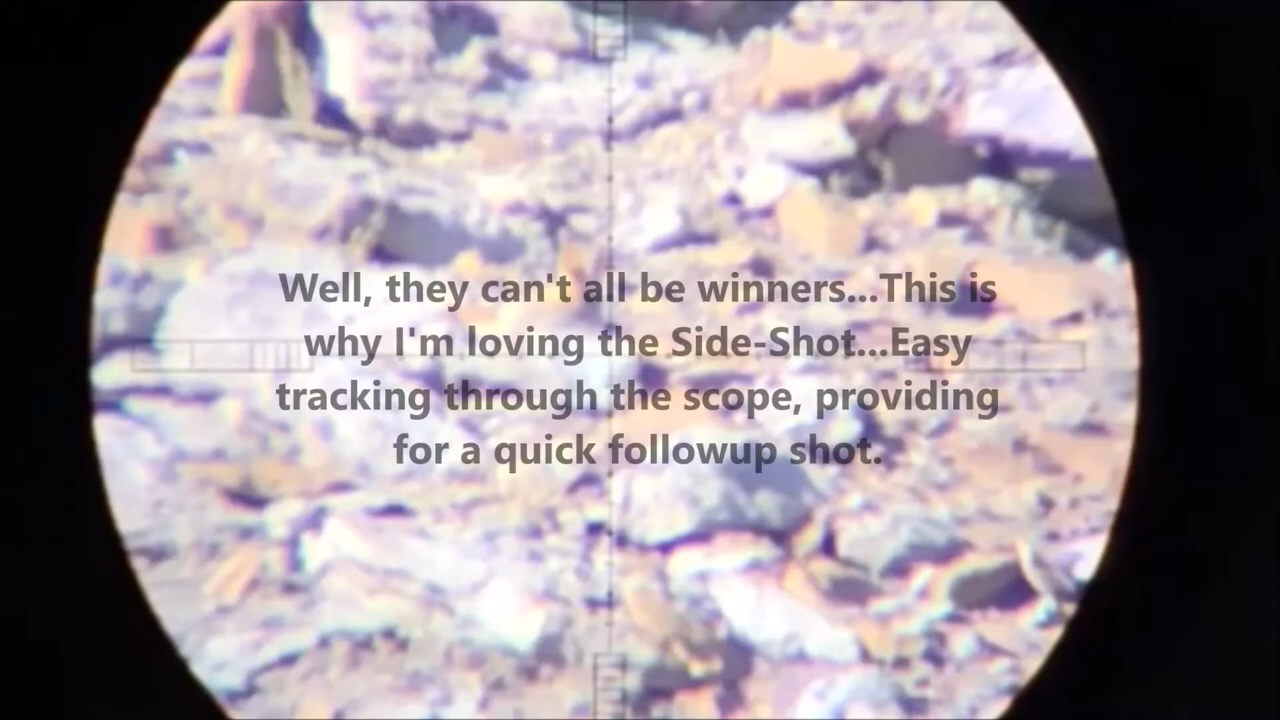 Well, they can't all be winners...This is
why I'm loving the Side-Shot...Easy
tracking through the scope, providing
for a quick followup shot.